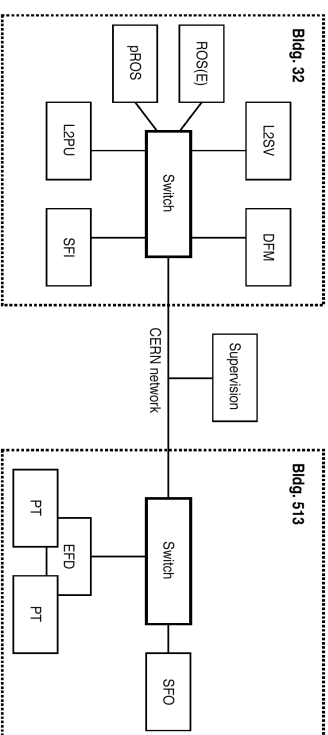 Bldg. 32
ROS(E)
pROS
L2SV
DFM
Switch
L2PU
SFI
Supervision
CERN network
Bldg. 513
Switch
SFO
EFD
PT
PT